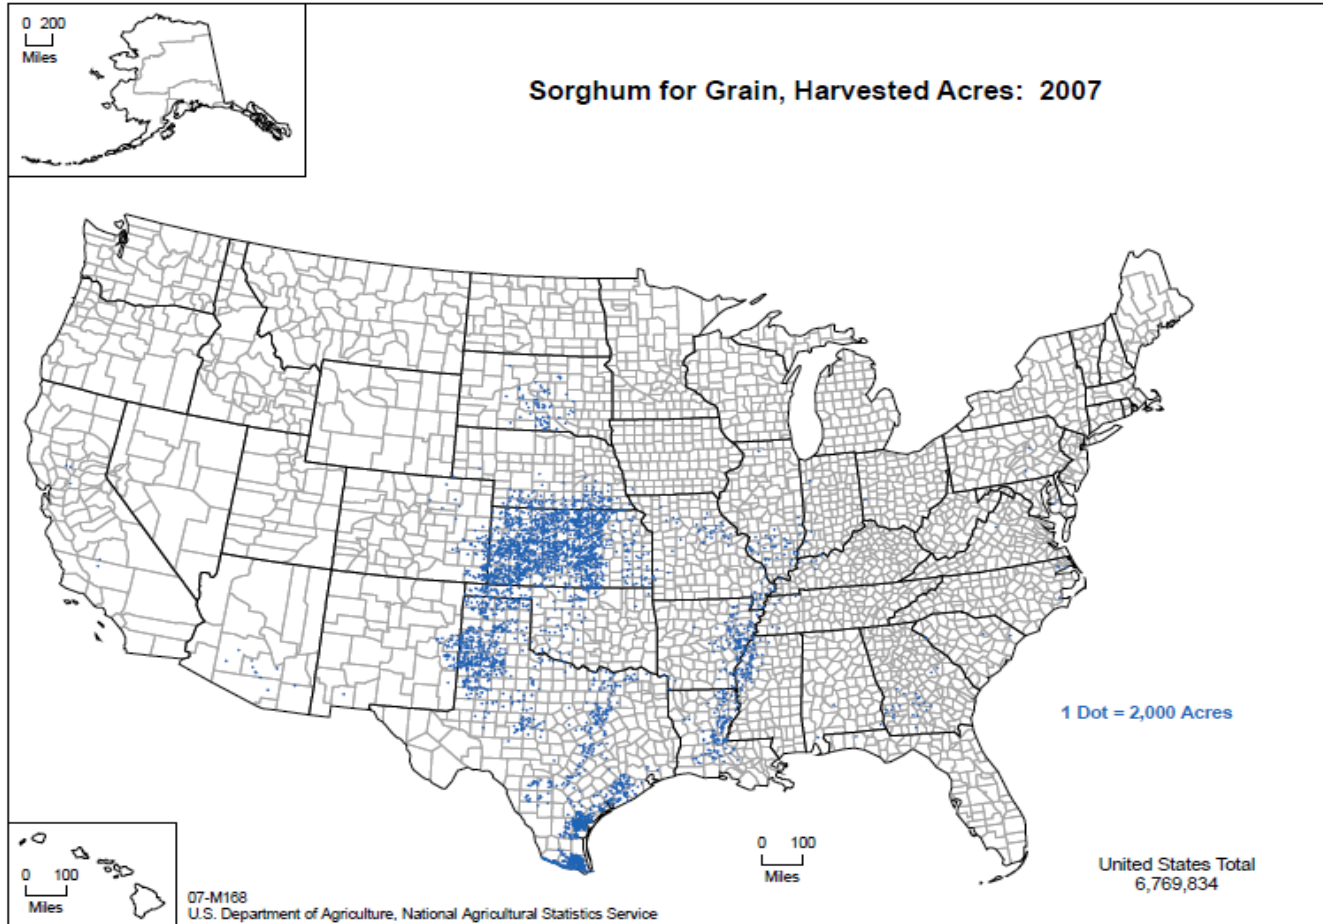 0 200
Miles
Sorghum for Grain, Harvested Acres: 2007
1 Dot = 2,000 Acres
0 100
Miles
0 100
Miles
United States Total
6,769,834
07-M168
U.S. Department of Agriculture, National Agricultural Statistics Service